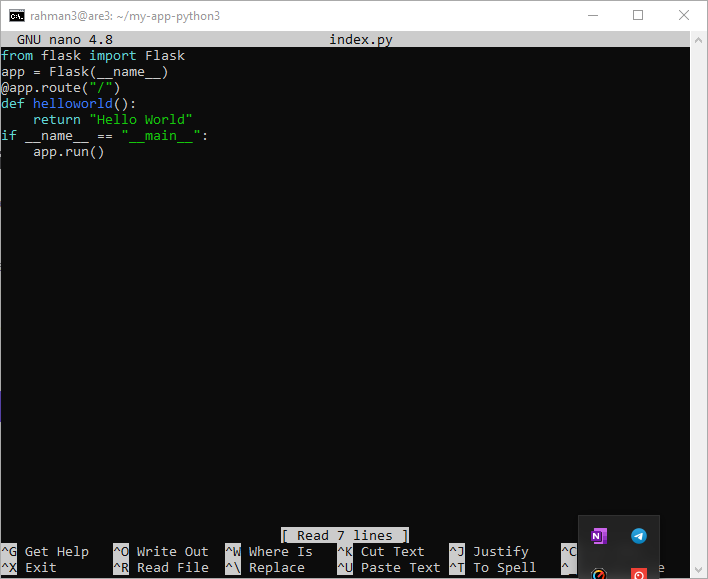 rahman3@are3: ~/my-app-python3
GNU nano 4.8 index.py
from flask import Flask
app = Flask(__name__)
@app.route("/")
def helloworld():
    return "Hello World"
if __name__ == "__main__":
    app.run()
[ Read 7 lines ]
^G Get Help ^O Write Out ^W Where Is ^K Cut Text ^J Justify ^C
^X Exit ^R Read File ^\ Replace ^U Paste Text ^T To Spell ^